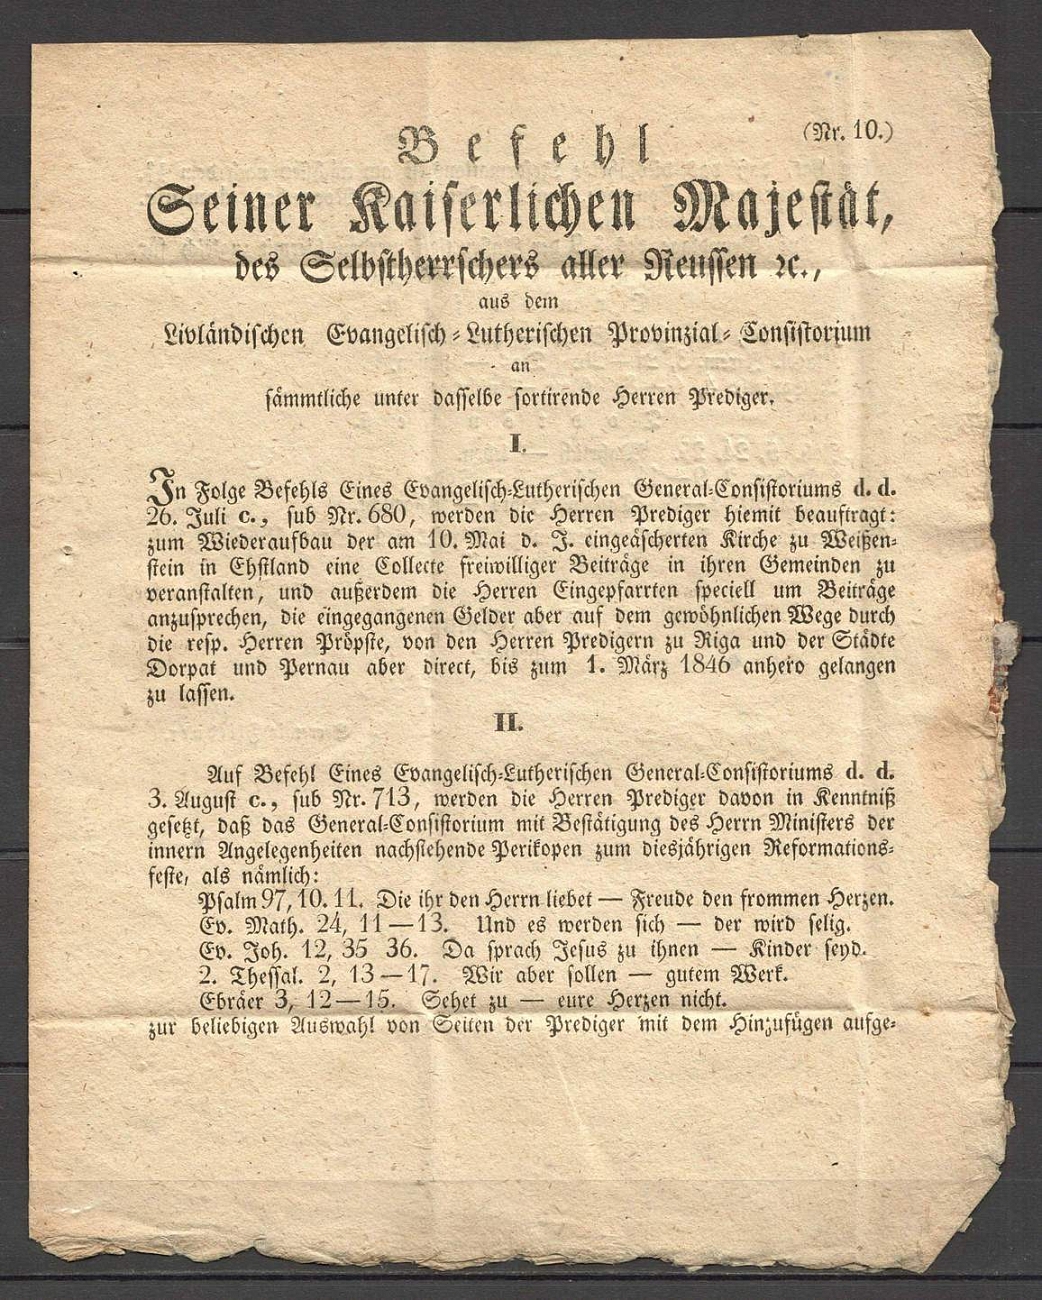 (Nr. 10.)
Befehl
Seiner Kaiserlichen Majestät,
des Selbstherrschers aller Reussen ꝛc.,
aus dem
Livländischen Evangelisch-Lutherischen Provinzial-Consistorium
an
sämmtliche unter dasselbe sortirende Herren Prediger.
I.
In Folge Befehls Eines Evangelisch-Lutherischen General-Consistoriums d. d.
26. Juli c., sub Nr. 680, werden die Herren Prediger hiemit beauftragt:
zum Wiederaufbau der am 10. Mai d. J. eingeäscherten Kirche zu Weißen-
stein in Ehstland eine Collecte freiwilliger Beiträge in ihren Gemeinden zu
veranstalten, und außerdem die Herren Eingepfarrten speciell um Beiträge
anzusprechen, die eingegangenen Gelder aber auf dem gewöhnlichen Wege durch
die resp. Herren Pröpste, von den Herren Predigern zu Riga und der Städte
Dorpat und Pernau aber direct, bis zum 1. März 1846 anhero gelangen
zu lassen.
II.
Auf Befehl Eines Evangelisch-Lutherischen General-Consistoriums d. d.
3. August c., sub Nr. 713, werden die Herren Prediger davon in Kenntniß
gesetzt, daß das General-Consistorium mit Bestätigung des Herrn Ministers der
innern Angelegenheiten nachstehende Perikopen zum diesjährigen Reformations-
feste, als nämlich:
Psalm 97, 10. 11. Die ihr den Herrn liebet — Freude den frommen Herzen.
Ev. Math. 24, 11—13. Und es werden sich — der wird selig.
Ev. Joh. 12, 35 36. Da sprach Jesus zu ihnen — Kinder seyd.
2. Thessal. 2, 13—17. Wir aber sollen — gutem Werk.
Ebräer 3, 12—15. Sehet zu — eure Herzen nicht.
zur beliebigen Auswahl von Seiten der Prediger mit dem Hinzufügen aufge-